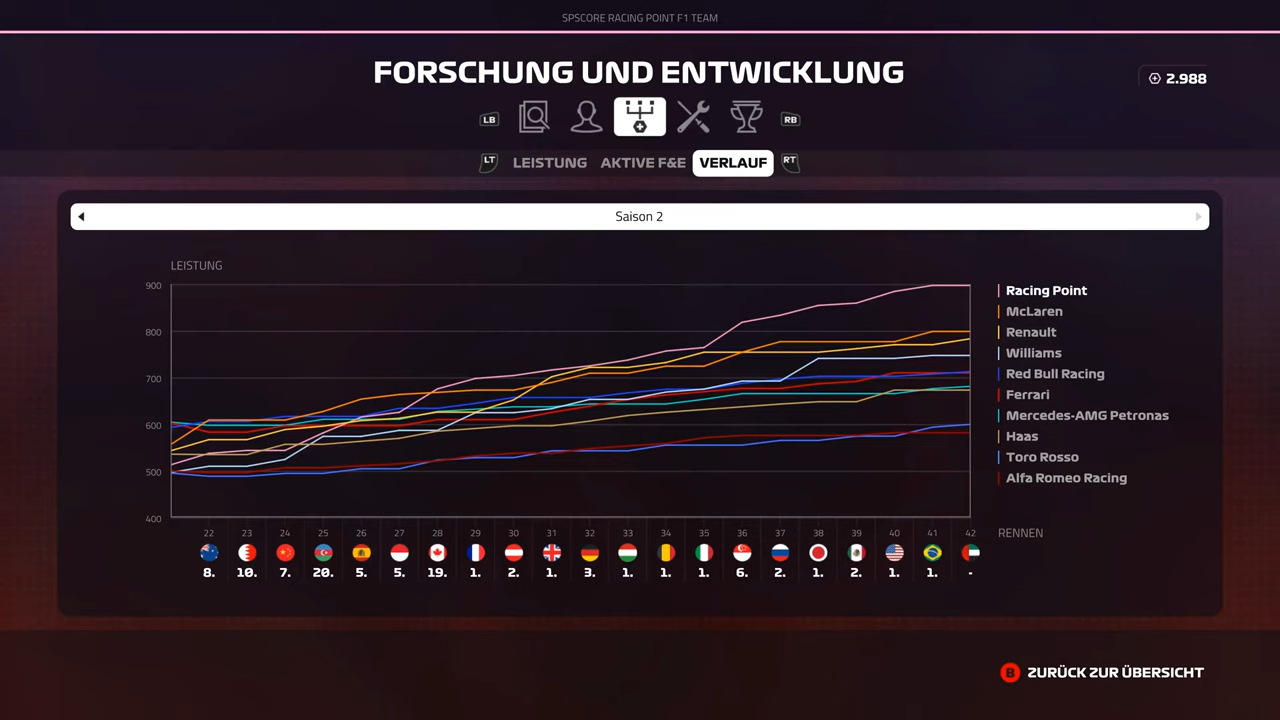 SPSCORE RACING POINT F1 TEAM
FORSCHUNG UND ENTWICKLUNG
2.988
LB RB
LT LEISTUNG AKTIVE F&E VERLAUF RT
Saison 2
LEISTUNG
900
800
700
600
500
400
Racing Point
McLaren
Renault
Williams
Red Bull Racing
Ferrari
Mercedes-AMG Petronas
Haas
Toro Rosso
Alfa Romeo Racing
22 23 24 25 26 27 28 29 30 31 32 33 34 35 36 37 38 39 40 41 42 RENNEN
8. 10. 7. 20. 5. 5. 19. 1. 2. 1. 3. 1. 1. 1. 6. 2. 1. 2. 1. 1. -
B ZURÜCK ZUR ÜBERSICHT